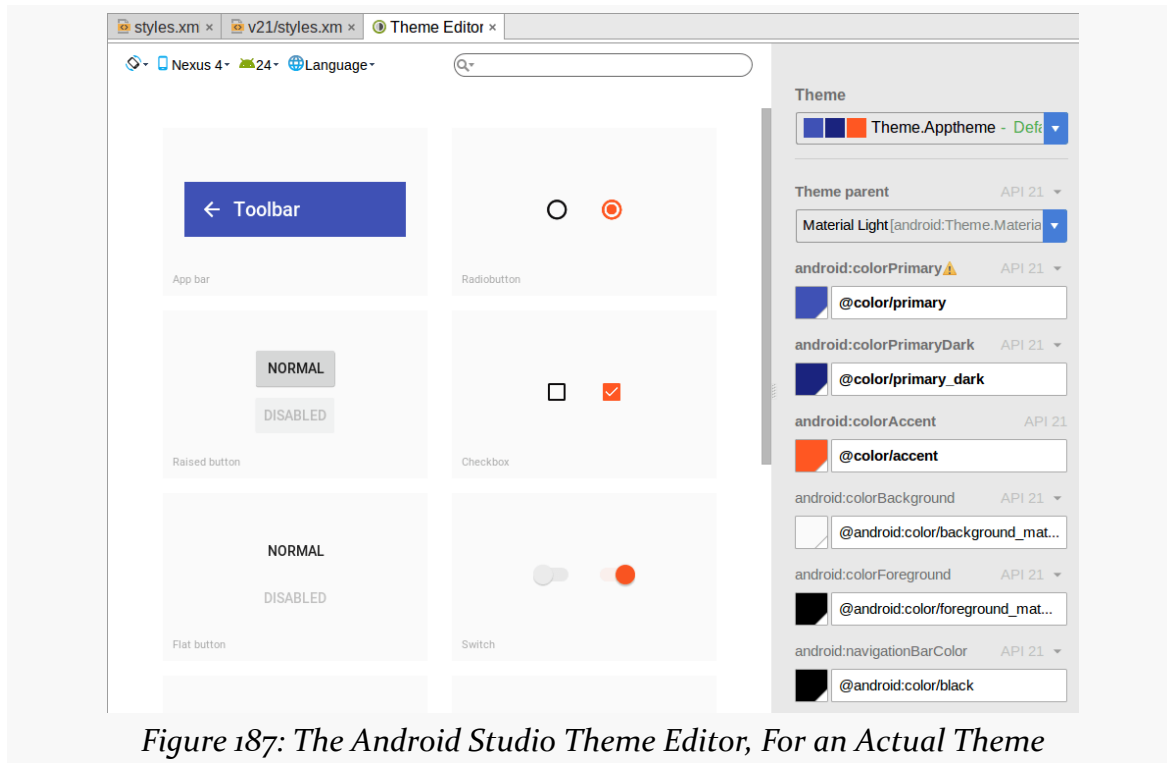 styles.xm × v21/styles.xm × Theme Editor ×
Nexus 4 24 Language
Toolbar
App bar
Radiobutton
NORMAL
DISABLED
Raised button
Checkbox
NORMAL
DISABLED
Flat button
Switch
Theme
Theme.Apptheme - Defa
Theme parent API 21
Material Light [android:Theme.Materia
android:colorPrimary API 21
@color/primary
android:colorPrimaryDark API 21
@color/primary_dark
android:colorAccent API 21
@color/accent
android:colorBackground API 21
@android:color/background_mat...
android:colorForeground API 21
@android:color/foreground_mat...
android:navigationBarColor API 21
@android:color/black
Figure 187: The Android Studio Theme Editor, For an Actual Theme